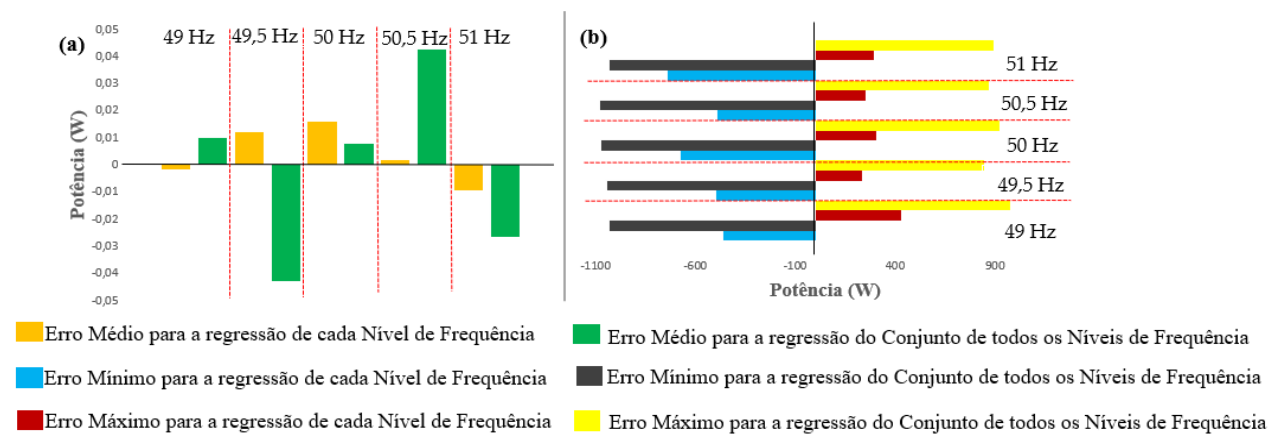 (a)
49 Hz
49,5 Hz
50 Hz
50,5 Hz
51 Hz
Potência (W)
0,05
0,04
0,03
0,02
0,01
0
-0,01
-0,02
-0,03
-0,04
-0,05
(b)
51 Hz
50,5 Hz
50 Hz
49,5 Hz
49 Hz
-1100
-600
-100
400
900
Potência (W)
Erro Médio para a regressão de cada Nível de Frequência
Erro Médio para a regressão do Conjunto de todos os Níveis de Frequência
Erro Mínimo para a regressão de cada Nível de Frequência
Erro Mínimo para a regressão do Conjunto de todos os Níveis de Frequência
Erro Máximo para a regressão de cada Nível de Frequência
Erro Máximo para a regressão do Conjunto de todos os Níveis de Frequência